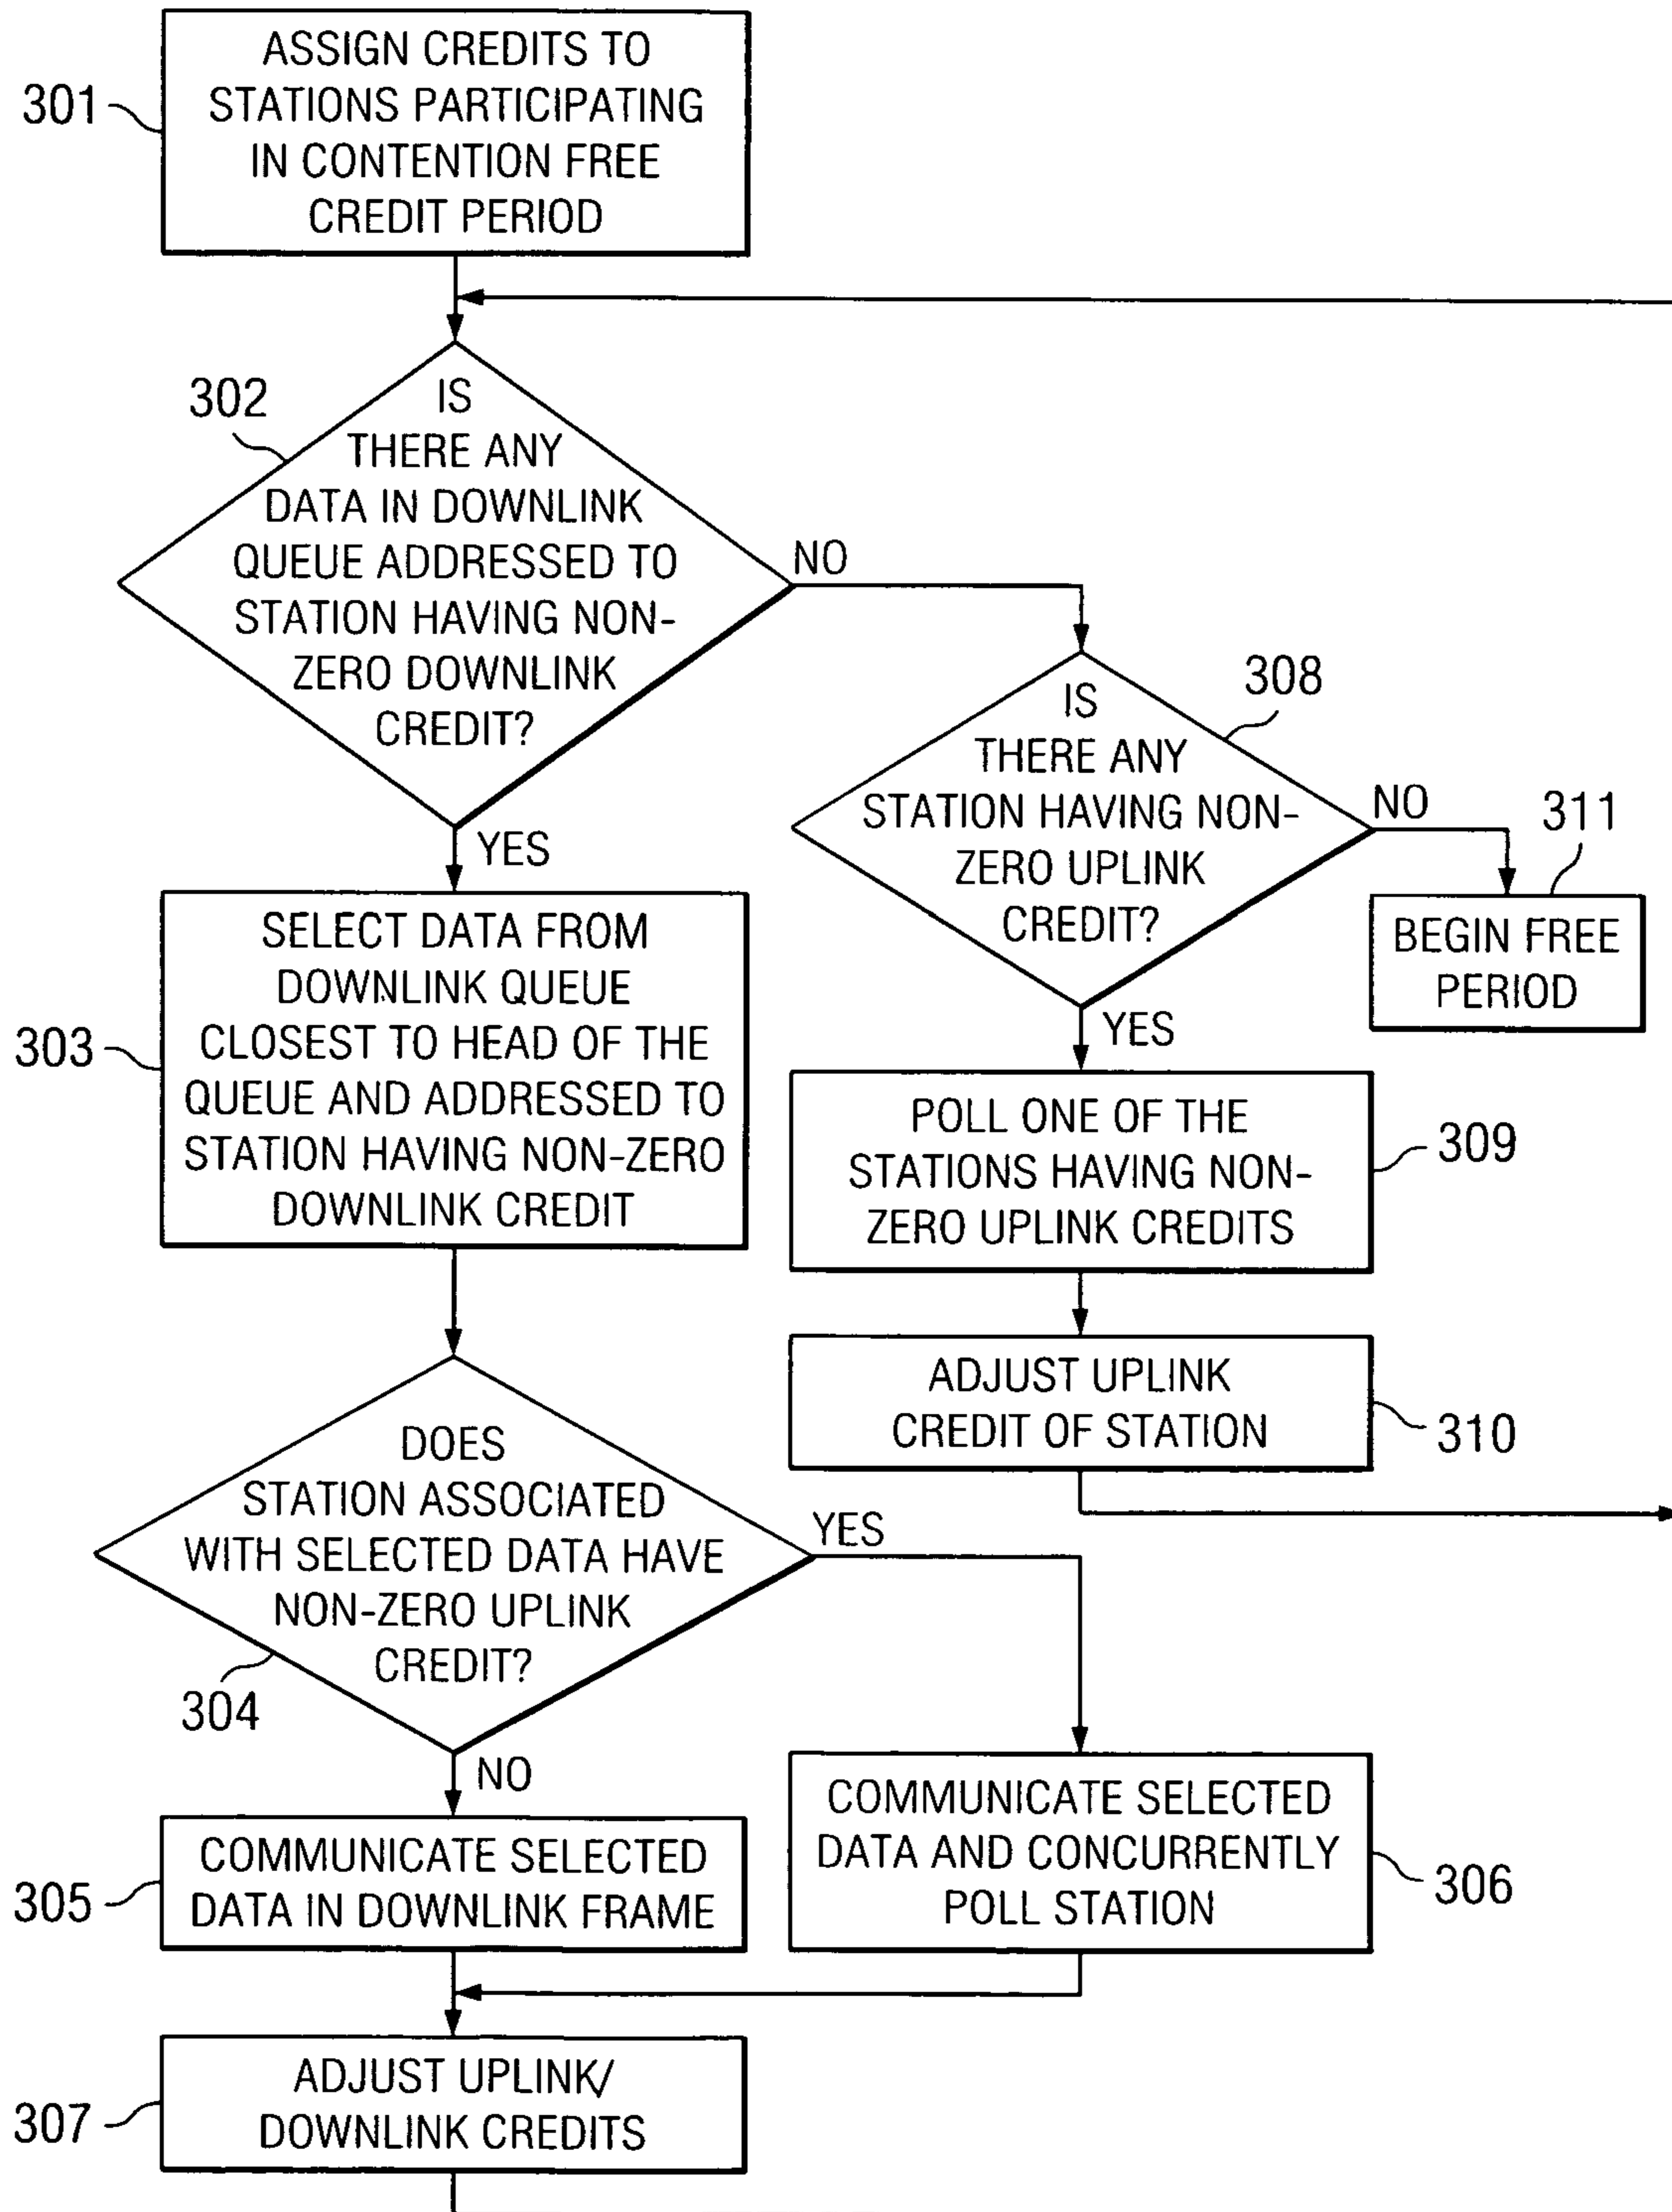 301
ASSIGN CREDITS TO
STATIONS PARTICIPATING
IN CONTENTION FREE
CREDIT PERIOD
302
IS
THERE ANY
DATA IN DOWNLINK
QUEUE ADDRESSED TO
STATION HAVING NON-
ZERO DOWNLINK
CREDIT?
NO
YES
308
IS
THERE ANY
STATION HAVING NON-
ZERO UPLINK
CREDIT?
NO
YES
311
BEGIN FREE
PERIOD
303
SELECT DATA FROM
DOWNLINK QUEUE
CLOSEST TO HEAD OF THE
QUEUE AND ADDRESSED TO
STATION HAVING NON-ZERO
DOWNLINK CREDIT
POLL ONE OF THE
STATIONS HAVING NON-
ZERO UPLINK CREDITS
309
ADJUST UPLINK
CREDIT OF STATION
310
DOES
STATION ASSOCIATED
WITH SELECTED DATA HAVE
NON-ZERO UPLINK
CREDIT?
304
YES
NO
305
COMMUNICATE SELECTED
DATA IN DOWNLINK FRAME
COMMUNICATE SELECTED
DATA AND CONCURRENTLY
POLL STATION
306
307
ADJUST UPLINK/
DOWNLINK CREDITS